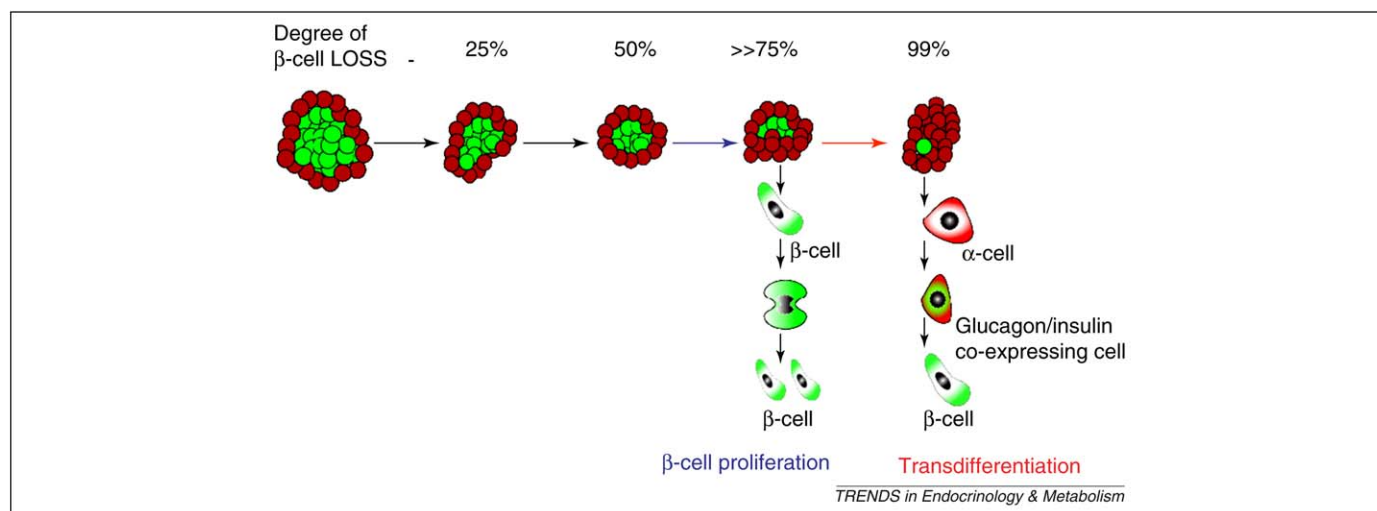 Degree of
β-cell LOSS - 25% 50% >>75% 99%
β-cell
α-cell
Glucagon/insulin
co-expressing cell
β-cell
β-cell
β-cell proliferation
Transdifferentiation
TRENDS in Endocrinology & Metabolism